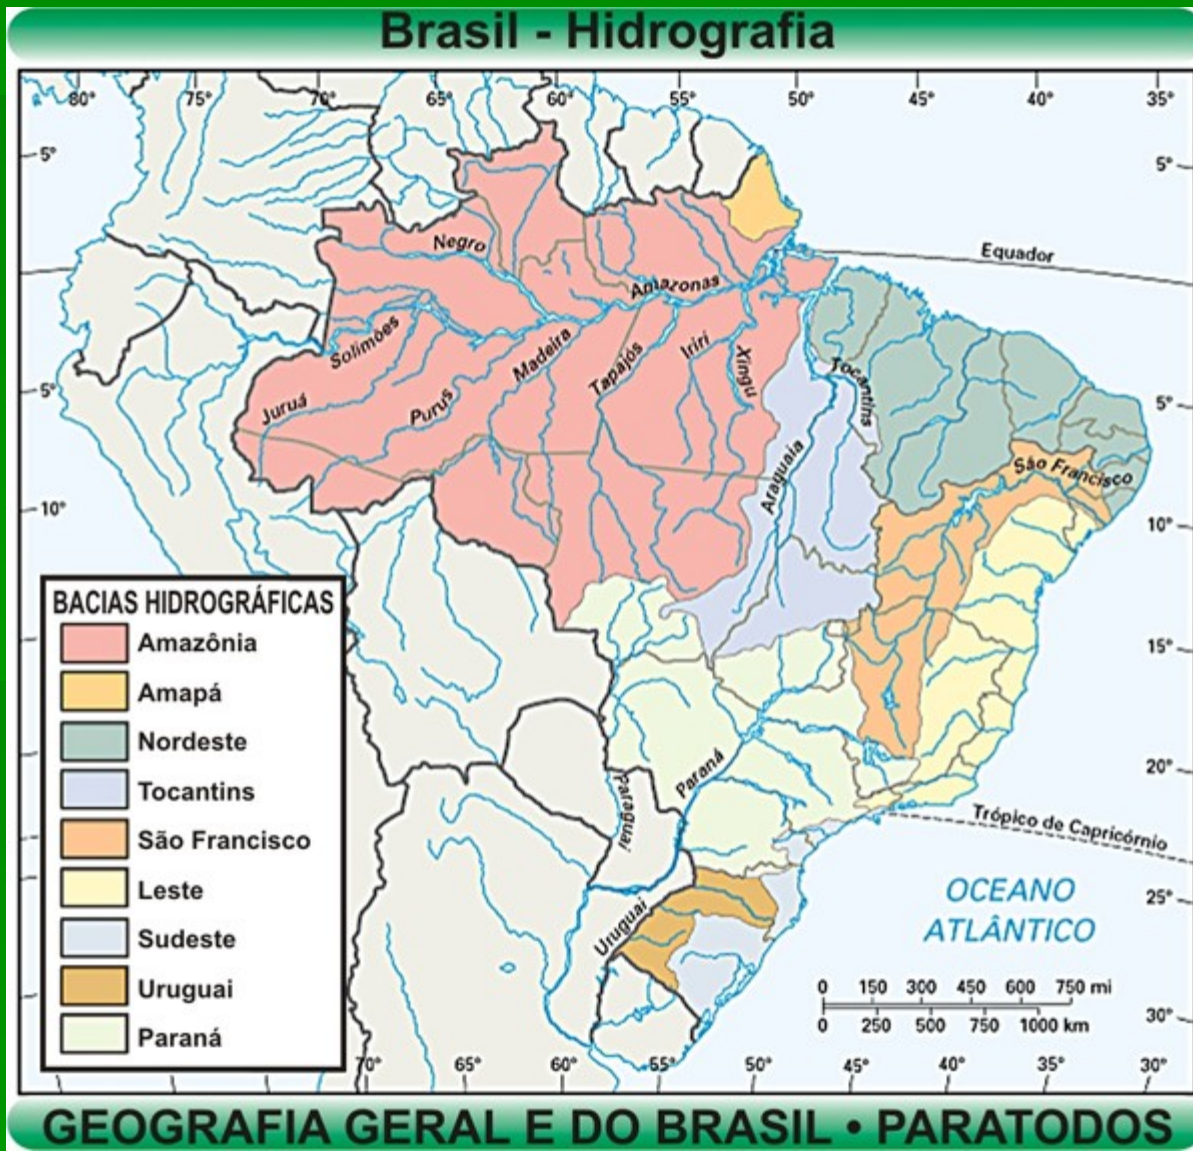 Brasil - Hidrografia
80° 75° 70° 65° 60° 55° 50° 45° 40° 35°
5° 5°
Equador
Negro
Amazonas
Solimões
Madeira
Tapajós
Iriri
Xingu
Tocantins
Juruá
Purus
5° 5°
Araguaia
São Francisco
10° 10°
15° 15°
20°
Paraná
Paraguai
Trópico de Capricórnio
25°
Uruguai
OCEANO
ATLÂNTICO
30°
BACIAS HIDROGRÁFICAS
Amazônia
Amapá
Nordeste
Tocantins
São Francisco
Leste
Sudeste
Uruguai
Paraná
0 150 300 450 600 750 mi
0 250 500 750 1000 km
70° 65° 60° 55° 50° 45° 40° 35° 30°
GEOGRAFIA GERAL E DO BRASIL • PARATODOS